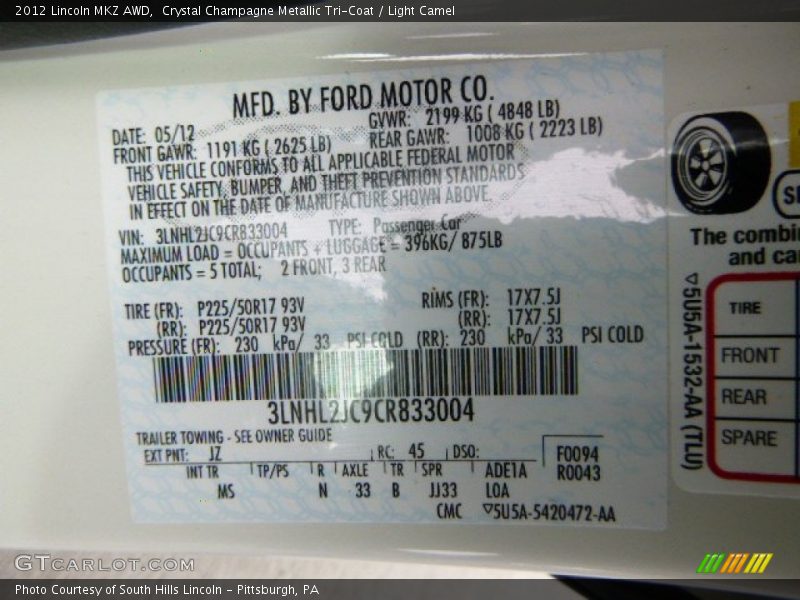 2012 Lincoln MKZ AWD,  Crystal Champagne Metallic Tri-Coat / Light Camel
MFD. BY FORD MOTOR CO.
DATE: 05/12 GVWR: 2199 KG ( 4848 LB)
FRONT GAWR: 1191 KG ( 2625 LB) REAR GAWR: 1008 KG ( 2223 LB)
THIS VEHICLE CONFORMS TO ALL APPLICABLE FEDERAL MOTOR
VEHICLE SAFETY, BUMPER, AND THEFT PREVENTION STANDARDS
IN EFFECT ON THE DATE OF MANUFACTURE SHOWN ABOVE.
VIN: 3LNHL2JC9CR833004 TYPE: Passenger Car
MAXIMUM LOAD = OCCUPANTS + LUGGAGE = 396KG/ 875LB
OCCUPANTS = 5 TOTAL; 2 FRONT, 3 REAR
TIRE (FR): P225/50R17 93V RIMS (FR): 17X7.5J
(RR): P225/50R17 93V (RR): 17X7.5J
PRESSURE (FR): 230 kPa/ 33 PSI COLD (RR): 230 kPa/ 33 PSI COLD
3LNHL2JC9CR833004
TRAILER TOWING - SEE OWNER GUIDE
EXT PNT: JZ RC: 45 DSO: F0094
INT TR TP/PS R AXLE TR SPR ADE1A R0043
MS N 33 B JJ33 L0A
CMC ▽5U5A-5420472-AA
The combin
and ca
▽5U5A-1532-AA (TLU)
TIRE
FRONT
REAR
SPARE
GTCARLOT.COM
Photo Courtesy of South Hills Lincoln - Pittsburgh, PA